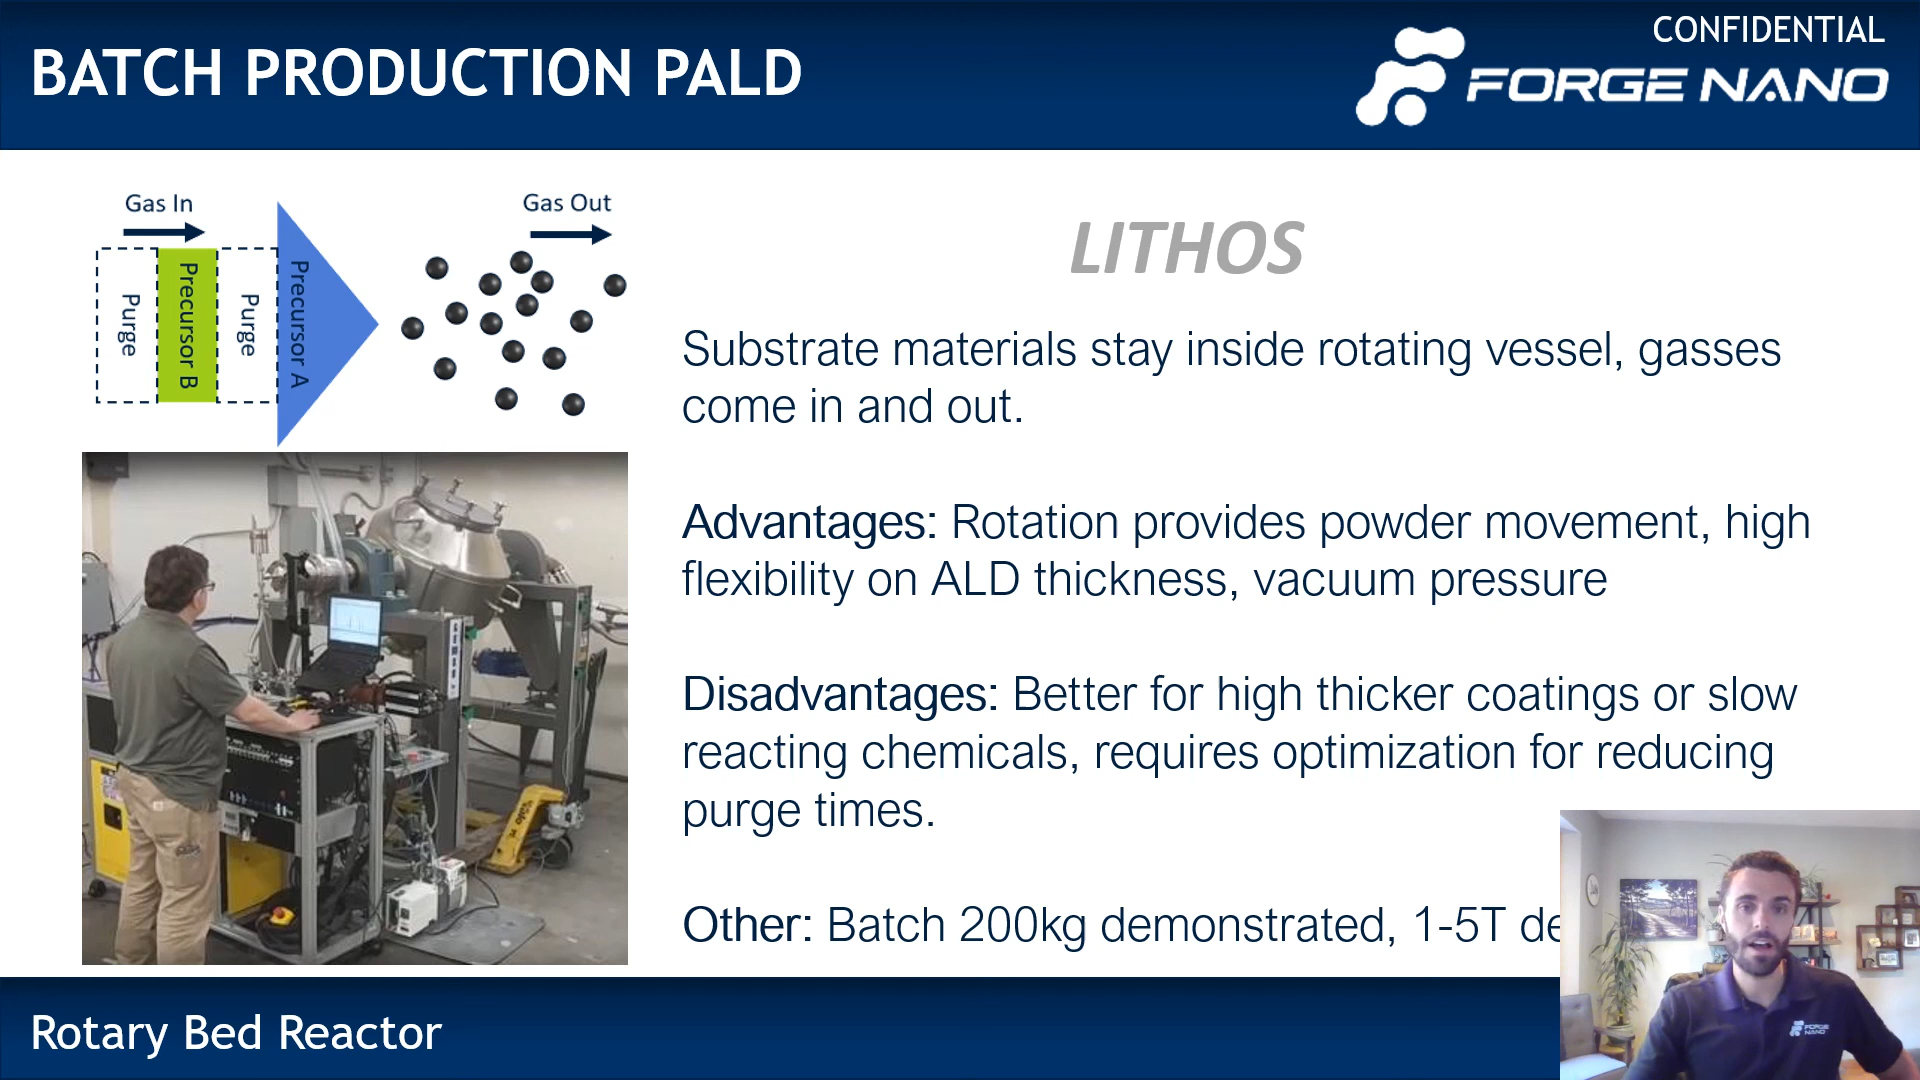 BATCH PRODUCTION PALD
CONFIDENTIAL
FORGE NANO
Gas In
Gas Out
Purge
Precursor B
Purge
Precursor A
LITHOS
Substrate materials stay inside rotating vessel, gasses
come in and out.
Advantages: Rotation provides powder movement, high
flexibility on ALD thickness, vacuum pressure
Disadvantages: Better for high thicker coatings or slow
reacting chemicals, requires optimization for reducing
purge times.
Other: Batch 200kg demonstrated, 1-5T
Rotary Bed Reactor
FORGE
NANO